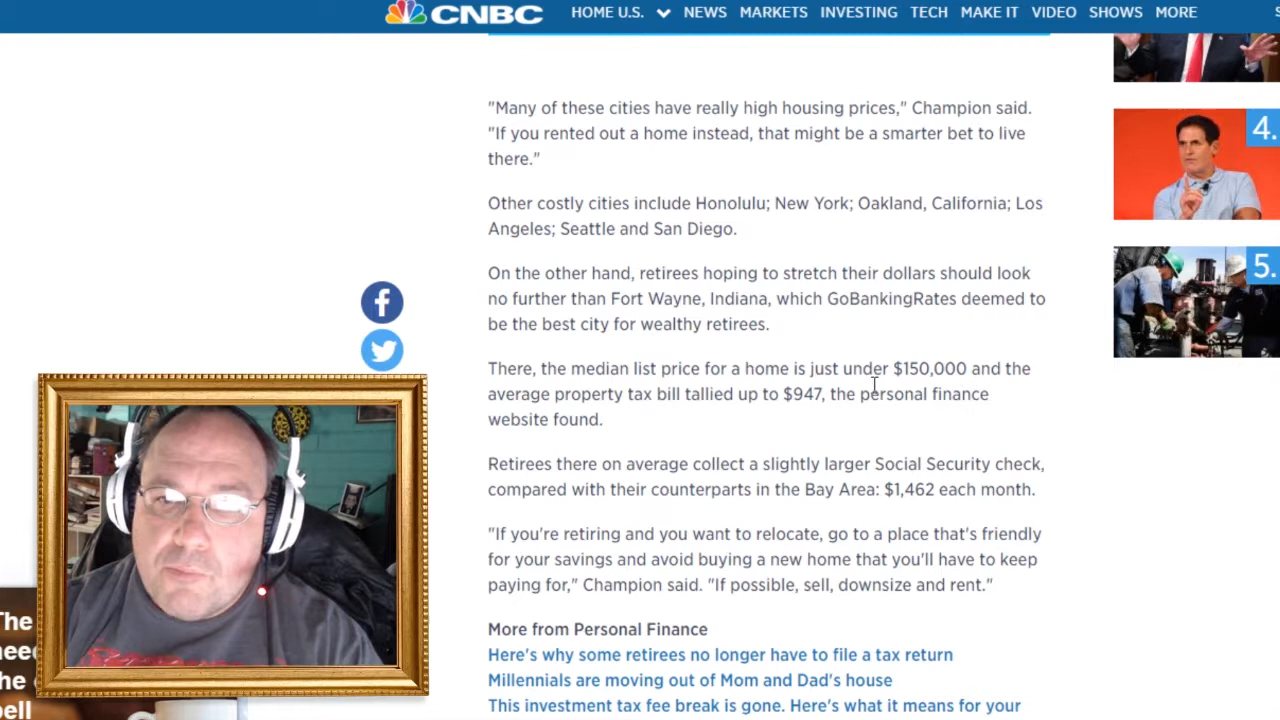 CNBC
HOME U.S. NEWS MARKETS INVESTING TECH MAKE IT VIDEO SHOWS MORE
"Many of these cities have really high housing prices," Champion said.
"If you rented out a home instead, that might be a smarter bet to live
there."
Other costly cities include Honolulu; New York; Oakland, California; Los
Angeles; Seattle and San Diego.
On the other hand, retirees hoping to stretch their dollars should look
no further than Fort Wayne, Indiana, which GoBankingRates deemed to
be the best city for wealthy retirees.
There, the median list price for a home is just under $150,000 and the
average property tax bill tallied up to $947, the personal finance
website found.
Retirees there on average collect a slightly larger Social Security check,
compared with their counterparts in the Bay Area: $1,462 each month.
"If you're retiring and you want to relocate, go to a place that's friendly
for your savings and avoid buying a new home that you'll have to keep
paying for," Champion said. "If possible, sell, downsize and rent."
More from Personal Finance
Here's why some retirees no longer have to file a tax return
Millennials are moving out of Mom and Dad's house
This investment tax fee break is gone. Here's what it means for your
4.
5.
The